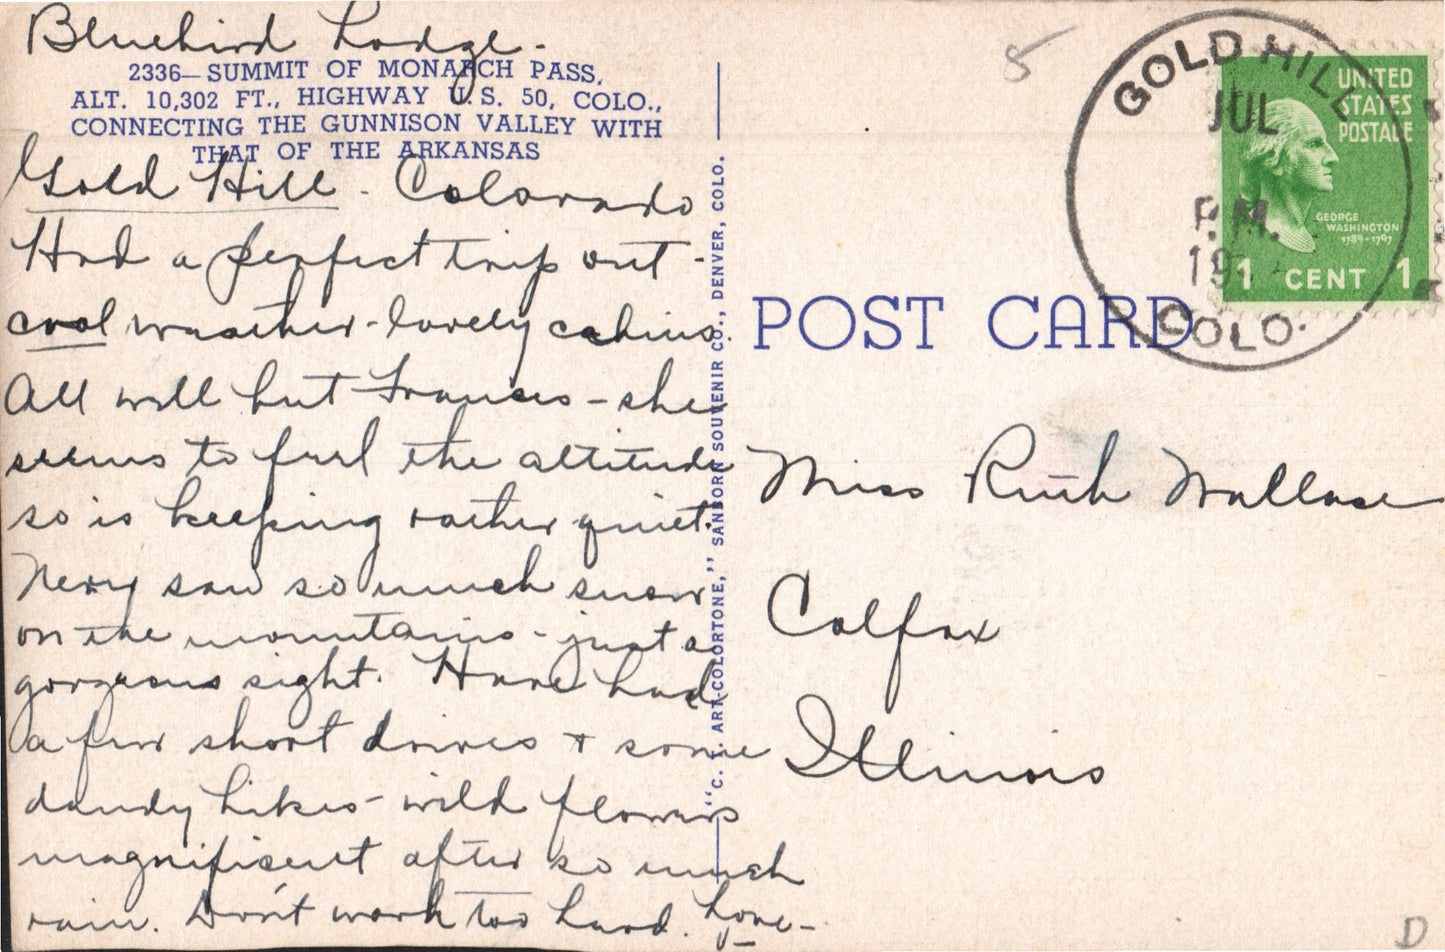 Bluebird Lodge-
2336—SUMMIT OF MONARCH PASS,
ALT. 10,302 FT., HIGHWAY U.S. 50, COLO.,
CONNECTING THE GUNNISON VALLEY WITH
THAT OF THE ARKANSAS
Gold Hill - Colorado
Had a perfect trip out -
cool weather - lovely cabins.
All well but Frances - she
seems to feel the altitude
so is keeping rather quiet.
Never saw so much snow
on the mountains - just a
gorgeous sight. Have had
a few short drives + some
dandy hikes - wild flowers
magnificent after so much
rain. Don't work too hard. Love -
"C. T. ART-COLORTONE," SANBORN SOUVENIR CO., DENVER, COLO.
5
GOLD HILL
JUL
P.M.
19
COLO.
UNITED
STATES
POSTAGE
GEORGE
WASHINGTON
1789-1797
1 CENT 1
POST CARD
Miss Ruth Wallace
Colfax
Illinois
D